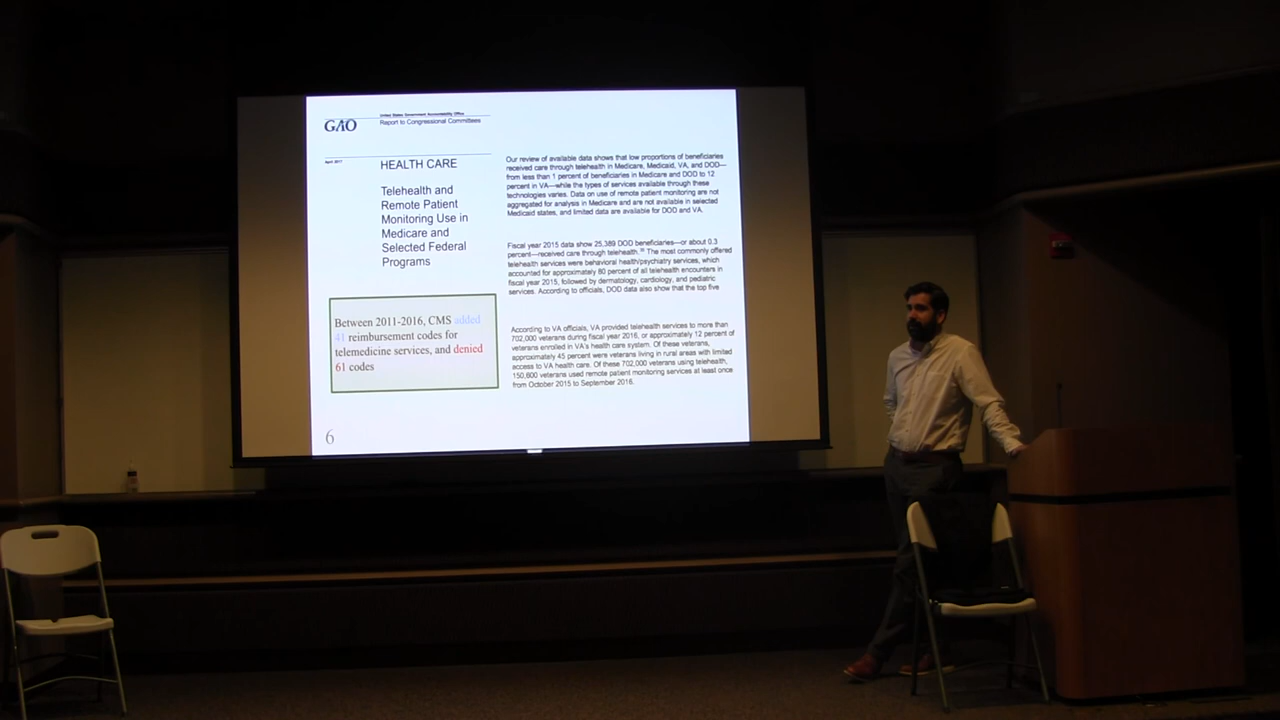 GAO
United States Government Accountability Office
Report to Congressional Committees
April 2017
HEALTH CARE
Telehealth and
Remote Patient
Monitoring Use in
Medicare and
Selected Federal
Programs
Between 2011-2016, CMS added
41 reimbursement codes for
telemedicine services, and denied
61 codes
6
Our review of available data shows that low proportions of beneficiaries
received care through telehealth in Medicare, Medicaid, VA, and DOD—
from less than 1 percent of beneficiaries in Medicare and DOD to 12
percent in VA—while the types of services available through these
technologies varies. Data on use of remote patient monitoring are not
aggregated for analysis in Medicare and are not available in selected
Medicaid states, and limited data are available for DOD and VA.
Fiscal year 2015 data show 25,389 DOD beneficiaries—or about 0.3
percent—received care through telehealth. The most commonly offered
telehealth services were behavioral health/psychiatry services, which
accounted for approximately 80 percent of all telehealth encounters in
fiscal year 2015, followed by dermatology, cardiology, and pediatric
services. According to officials, DOD data also show that the top five
According to VA officials, VA provided telehealth services to more than
702,000 veterans during fiscal year 2016, or approximately 12 percent of
veterans enrolled in VA's health care system. Of these veterans,
approximately 45 percent were veterans living in rural areas with limited
access to VA health care. Of these 702,000 veterans using telehealth,
150,600 veterans used remote patient monitoring services at least once
from October 2015 to September 2016.